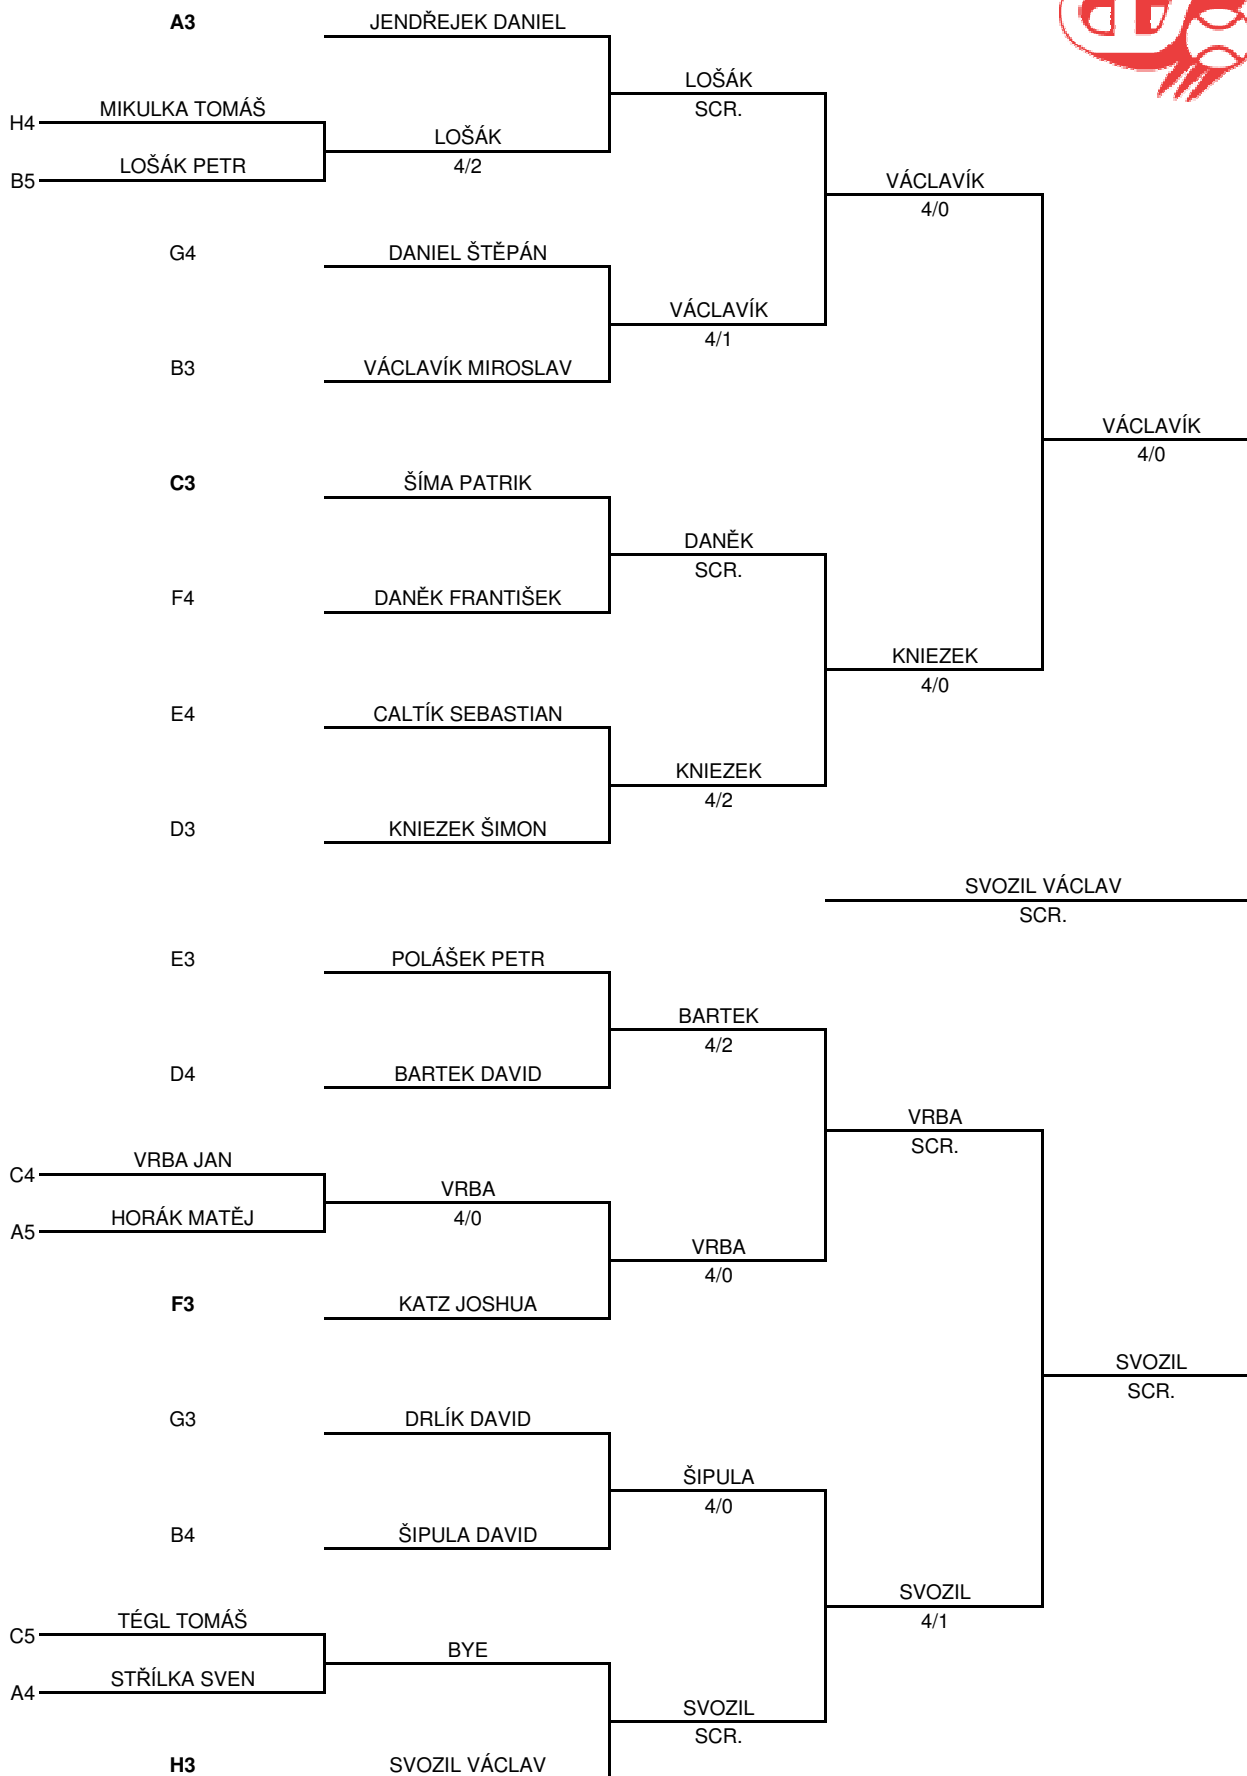 A3
JENDŘEJEK DANIEL
LOŠÁK
SCR.
MIKULKA TOMÁŠ
H4
LOŠÁK
4/2
LOŠÁK PETR
B5
VÁCLAVÍK
4/0
G4
DANIEL ŠTĚPÁN
VÁCLAVÍK
4/1
B3
VÁCLAVÍK MIROSLAV
VÁCLAVÍK
4/0
C3
ŠÍMA PATRIK
DANĚK
SCR.
F4
DANĚK FRANTIŠEK
KNIEZEK
4/0
E4
CALTÍK SEBASTIAN
KNIEZEK
4/2
D3
KNIEZEK ŠIMON
SVOZIL VÁCLAV
SCR.
E3
POLÁŠEK PETR
BARTEK
4/2
D4
BARTEK DAVID
VRBA
SCR.
VRBA JAN
C4
VRBA
4/0
HORÁK MATĚJ
A5
VRBA
4/0
F3
KATZ JOSHUA
SVOZIL
SCR.
G3
DRLÍK DAVID
ŠIPULA
4/0
B4
ŠIPULA DAVID
SVOZIL
4/1
TÉGL TOMÁŠ
C5
BYE
STŘÍLKA SVEN
A4
SVOZIL
SCR.
H3
SVOZIL VÁCLAV